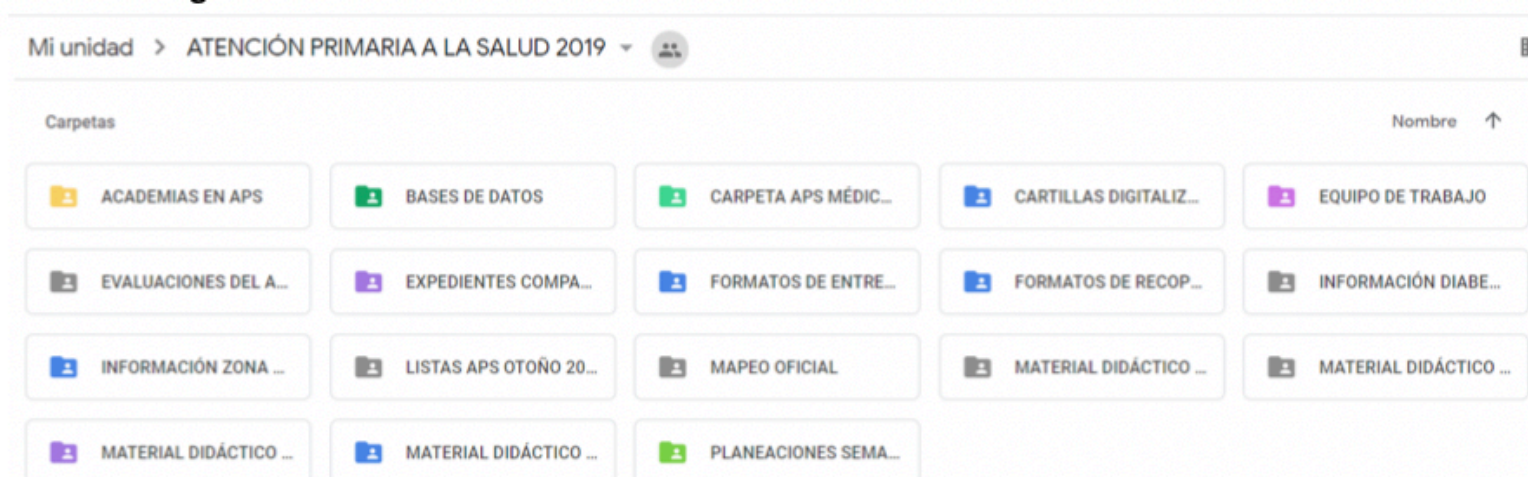 Mi unidad > ATENCIÓN PRIMARIA A LA SALUD 2019
Carpetas Nombre
ACADEMIAS EN APS BASES DE DATOS CARPETA APS MÉDIC... CARTILLAS DIGITALIZ... EQUIPO DE TRABAJO
EVALUACIONES DEL A... EXPEDIENTES COMPA... FORMATOS DE ENTRE... FORMATOS DE RECOP... INFORMACIÓN DIABE...
INFORMACIÓN ZONA ... LISTAS APS OTOÑO 20... MAPEO OFICIAL MATERIAL DIDÁCTICO ... MATERIAL DIDÁCTICO ...
MATERIAL DIDÁCTICO ... MATERIAL DIDÁCTICO ... PLANEACIONES SEMA...